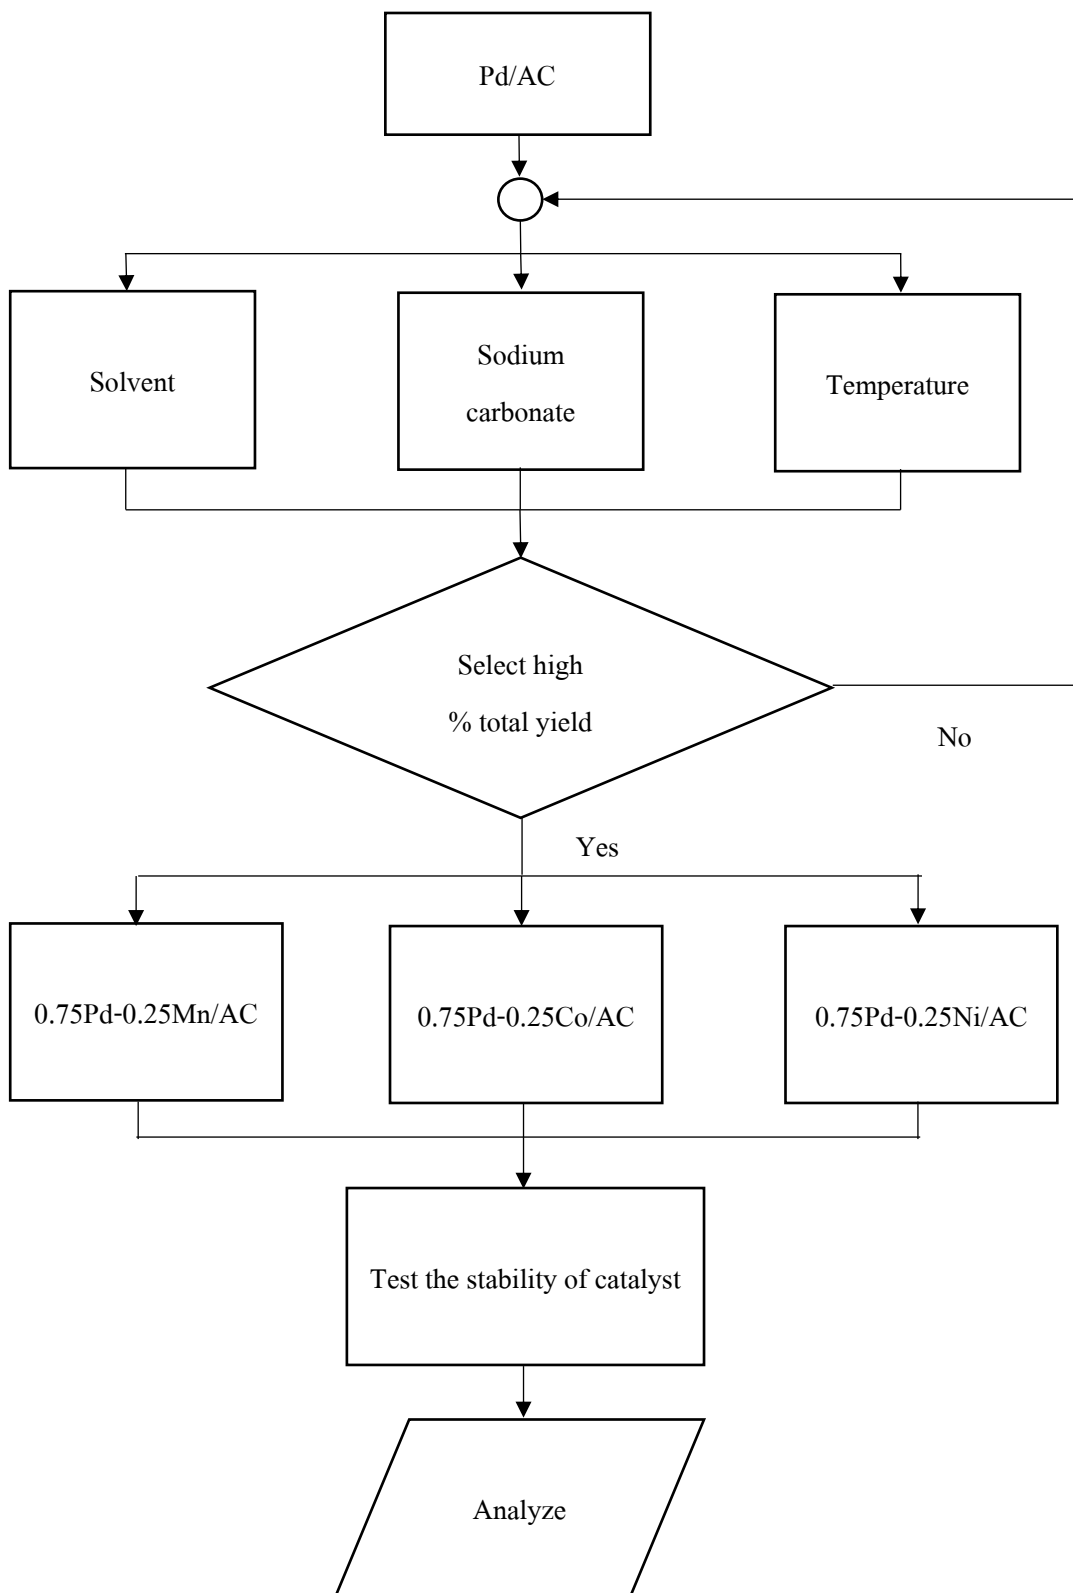 Pd/AC
Solvent
Sodium
carbonate
Temperature
Select high
% total yield
No
Yes
0.75Pd-0.25Mn/AC
0.75Pd-0.25Co/AC
0.75Pd-0.25Ni/AC
Test the stability of catalyst
Analyze